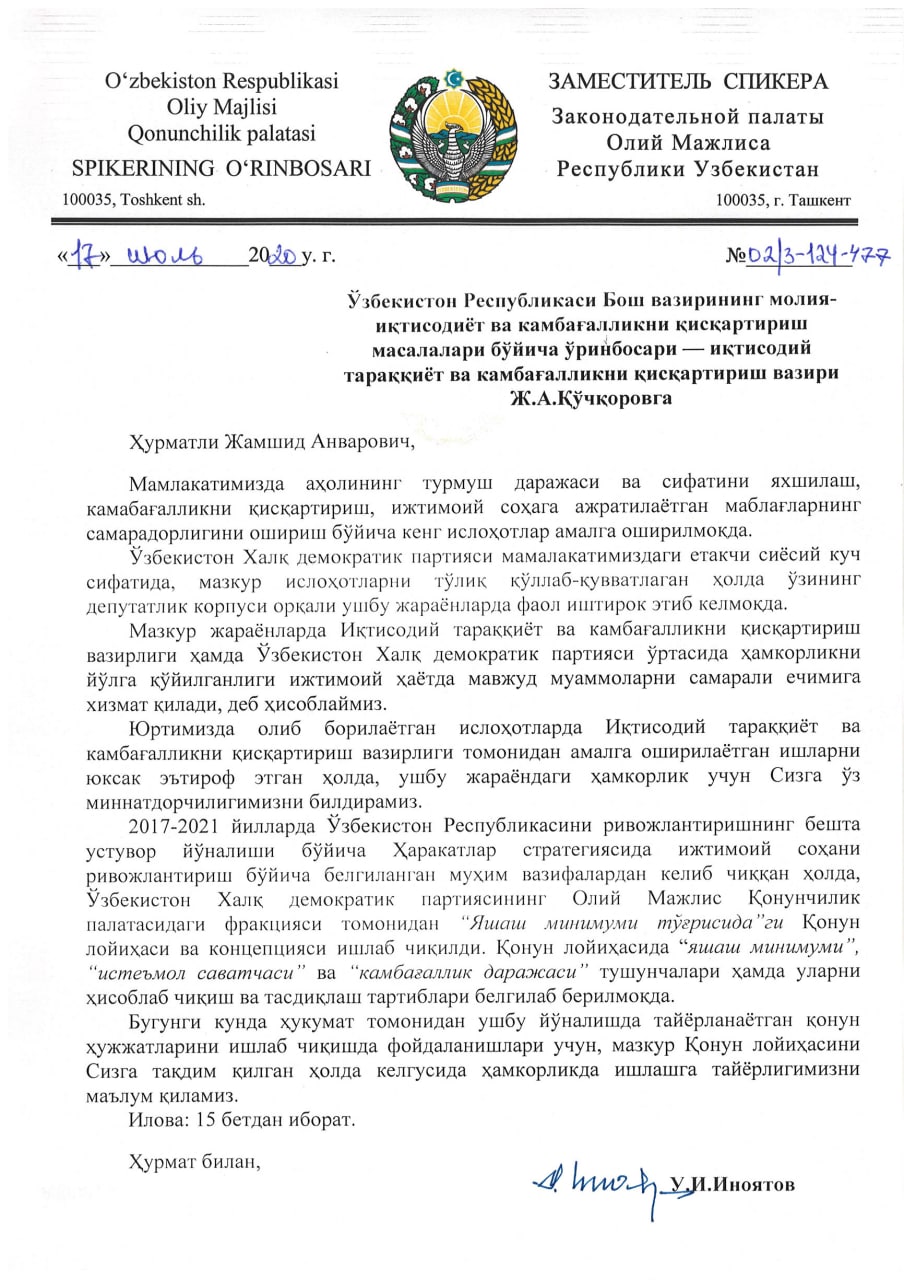 O‘zbekiston Respublikasi
Oliy Majlisi
Qonunchilik palatasi
SPIKERINING O‘RINBOSARI
100035, Toshkent sh.
ЗАМЕСТИТЕЛЬ СПИКЕРА
Законодательной палаты
Олий Мажлиса
Республики Узбекистан
100035, г. Ташкент
«17» июль 2020 у. г.
№02/3-124-477
Ўзбекистон Республикаси Бош вазирининг молия-
иқтисодиёт ва камбағалликни қисқартириш
масалалари бўйича ўринбосари — иқтисодий
тараққиёт ва камбағалликни қисқартириш вазири
Ж.А.Қўчқоровга
Ҳурматли Жамшид Анварович,
Мамлакатимизда аҳолининг турмуш даражаси ва сифатини яхшилаш,
камабағалликни қисқартириш, ижтимоий соҳага ажратилаётган маблағларнинг
самарадорлигини ошириш бўйича кенг ислоҳотлар амалга оширилмоқда.
Ўзбекистон Халқ демократик партияси мамалакатимиздаги етакчи сиёсий куч
сифатида, мазкур ислоҳотларни тўлиқ қўллаб-қувватлаган ҳолда ўзининг
депутатлик корпуси орқали ушбу жараёнларда фаол иштирок этиб келмоқда.
Мазкур жараёнларда Иқтисодий тараққиёт ва камбағалликни қисқартириш
вазирлиги ҳамда Ўзбекистон Халқ демократик партияси ўртасида ҳамкорликни
йўлга қўйилганлиги ижтимоий ҳаётда мавжуд муаммоларни самарали ечимига
хизмат қилади, деб ҳисоблаймиз.
Юртимизда олиб борилаётган ислоҳотларда Иқтисодий тараққиёт ва
камбағалликни қисқартириш вазирлиги томонидан амалга оширилаётган ишларни
юксак эътироф этган ҳолда, ушбу жараёндаги ҳамкорлик учун Сизга ўз
миннатдорчилигимизни билдирамиз.
2017-2021 йилларда Ўзбекистон Республикасини ривожлантиришнинг бешта
устувор йўналиши бўйича Ҳаракатлар стратегиясида ижтимоий соҳани
ривожлантириш бўйича белгиланган муҳим вазифалардан келиб чиққан ҳолда,
Ўзбекистон Халқ демократик партиясининг Олий Мажлис Қонунчилик
палатасидаги фракцияси томонидан “Яшаш минимуми тўғрисида”ги Қонун
лойиҳаси ва концепцияси ишлаб чиқилди. Қонун лойиҳасида “яшаш минимуми”,
“истеъмол саватчаси” ва “камбағаллик даражаси” тушунчалари ҳамда уларни
ҳисоблаб чиқиш ва тасдиқлаш тартиблари белгилаб берилмоқда.
Бугунги кунда ҳукумат томонидан ушбу йўналишда тайёрланаётган қонун
ҳужжатларини ишлаб чиқишда фойдаланишлари учун, мазкур Қонун лойиҳасини
Сизга тақдим қилган ҳолда келгусида ҳамкорликда ишлашга тайёрлигимизни
маълум қиламиз.
Илова: 15 бетдан иборат.
Ҳурмат билан,
У.И.Иноятов